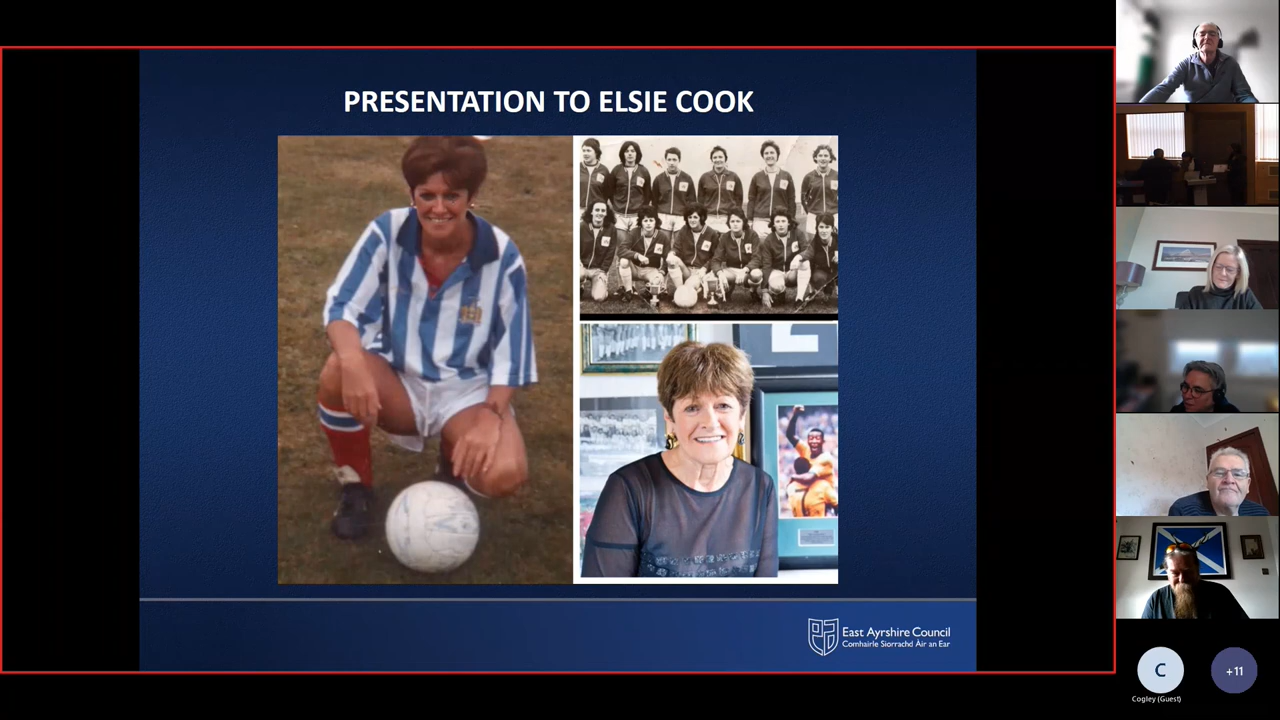 PRESENTATION TO ELSIE COOK
East Ayrshire Council
Comhairle Siorrachd Àir an Ear
C
+11
Cogley (Guest)